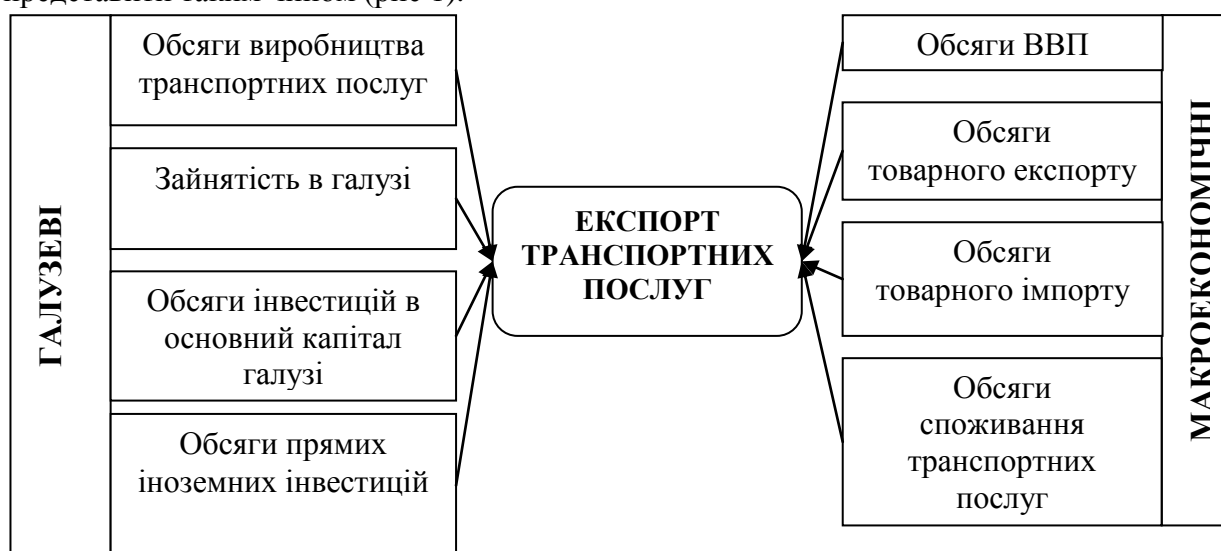 представити таким чином (рис 1).
ГАЛУЗЕВІ
Обсяги виробництва
транспортних послуг
Зайнятість в галузі
Обсяги інвестицій в
основний капітал
галузі
Обсяги прямих
іноземних інвестицій
ЕКСПОРТ
ТРАНСПОРТНИХ
ПОСЛУГ
Обсяги ВВП
Обсяги
товарного експорту
Обсяги
товарного імпорту
Обсяги
споживання
транспортних
послуг
МАКРОЕКОНОМІЧНІ